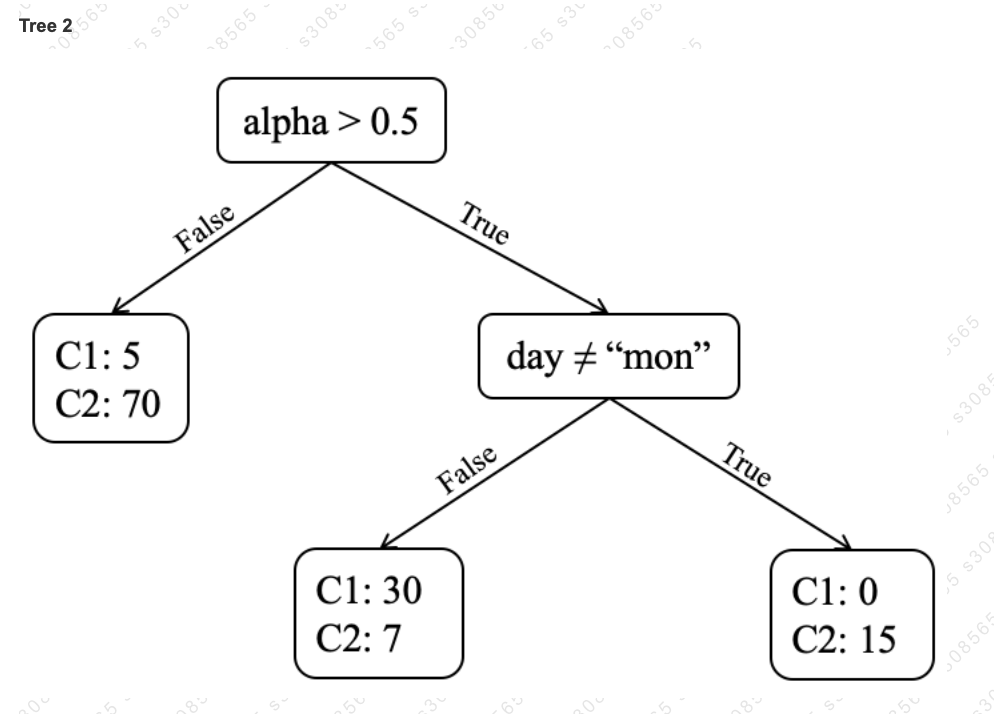 Tree 2
alpha > 0.5
False
True
C1: 5
C2: 70
day ≠ “mon”
False
True
C1: 30
C2: 7
C1: 0
C2: 15